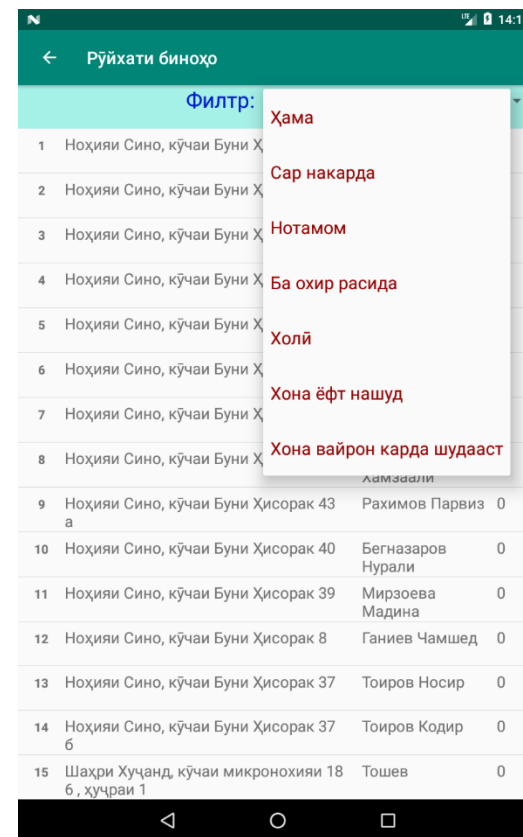 LTE 14:1
Рӯйхати биноҳо
Филтр:
Ҳама
Сар накарда
Нотамом
Ба охир расида
Холӣ
Хона ёфт нашуд
Хона вайрон карда шудааст
1 Ноҳияи Сино, кӯчаи Буни
2 Ноҳияи Сино, кӯчаи Буни
3 Ноҳияи Сино, кӯчаи Буни
4 Ноҳияи Сино, кӯчаи Буни
5 Ноҳияи Сино, кӯчаи Буни
6 Ноҳияи Сино, кӯчаи Буни
7 Ноҳияи Сино, кӯчаи Буни
8 Ноҳияи Сино, кӯчаи Буни
Хамзаали
9 Ноҳияи Сино, кӯчаи Буни Ҳисорак 43 Рахимов Парвиз 0
а
10 Ноҳияи Сино, кӯчаи Буни Ҳисорак 40 Бегназаров 0
Нурали
11 Ноҳияи Сино, кӯчаи Буни Ҳисорак 39 Мирзоева 0
Мадина
12 Ноҳияи Сино, кӯчаи Буни Ҳисорак 8 Ганиев Чамшед 0
13 Ноҳияи Сино, кӯчаи Буни Ҳисорак 37 Тоиров Носир 0
14 Ноҳияи Сино, кӯчаи Буни Ҳисорак 37 Тоиров Кодир 0
б
15 Шаҳри Хуҷанд, кӯчаи микронохияи 18 Тошев 0
6 , ҳуҷраи 1